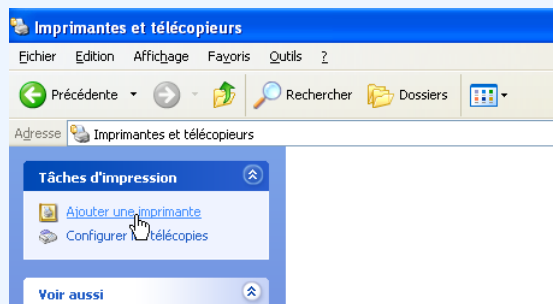 Imprimantes et télécopieurs
Fichier Edition Affichage Favoris Outils ?
Précédente Rechercher Dossiers
Adresse Imprimantes et télécopieurs
Tâches d'impression
Ajouter une imprimante
Configurer télécopies
Voir aussi